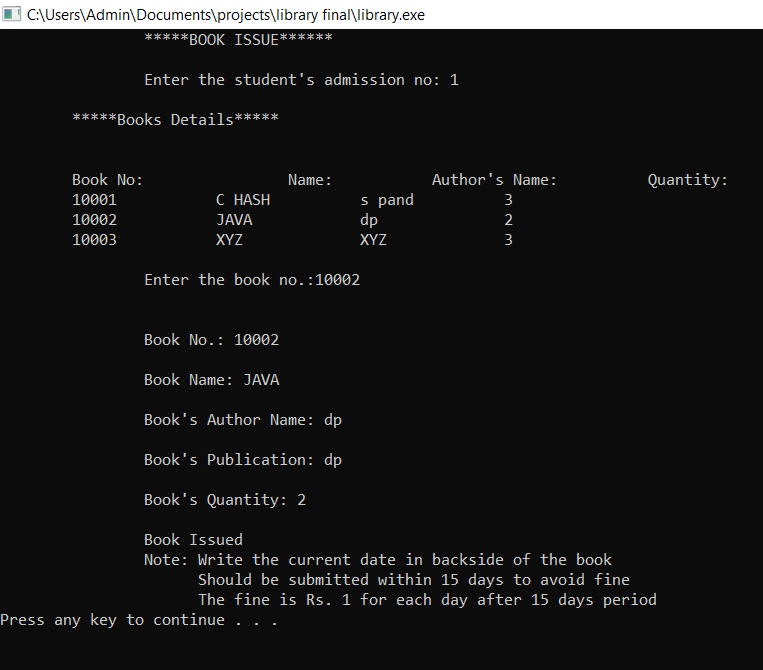 C:\Users\Admin\Documents\projects\library final\library.exe
*****BOOK ISSUE******
Enter the student's admission no: 1
*****Books Details*****
Book No: Name: Author's Name: Quantity:
10001 C HASH s pand 3
10002 JAVA dp 2
10003 XYZ XYZ 3
Enter the book no.:10002
Book No.: 10002
Book Name: JAVA
Book's Author Name: dp
Book's Publication: dp
Book's Quantity: 2
Book Issued
Note: Write the current date in backside of the book
Should be submitted within 15 days to avoid fine
The fine is Rs. 1 for each day after 15 days period
Press any key to continue . . .